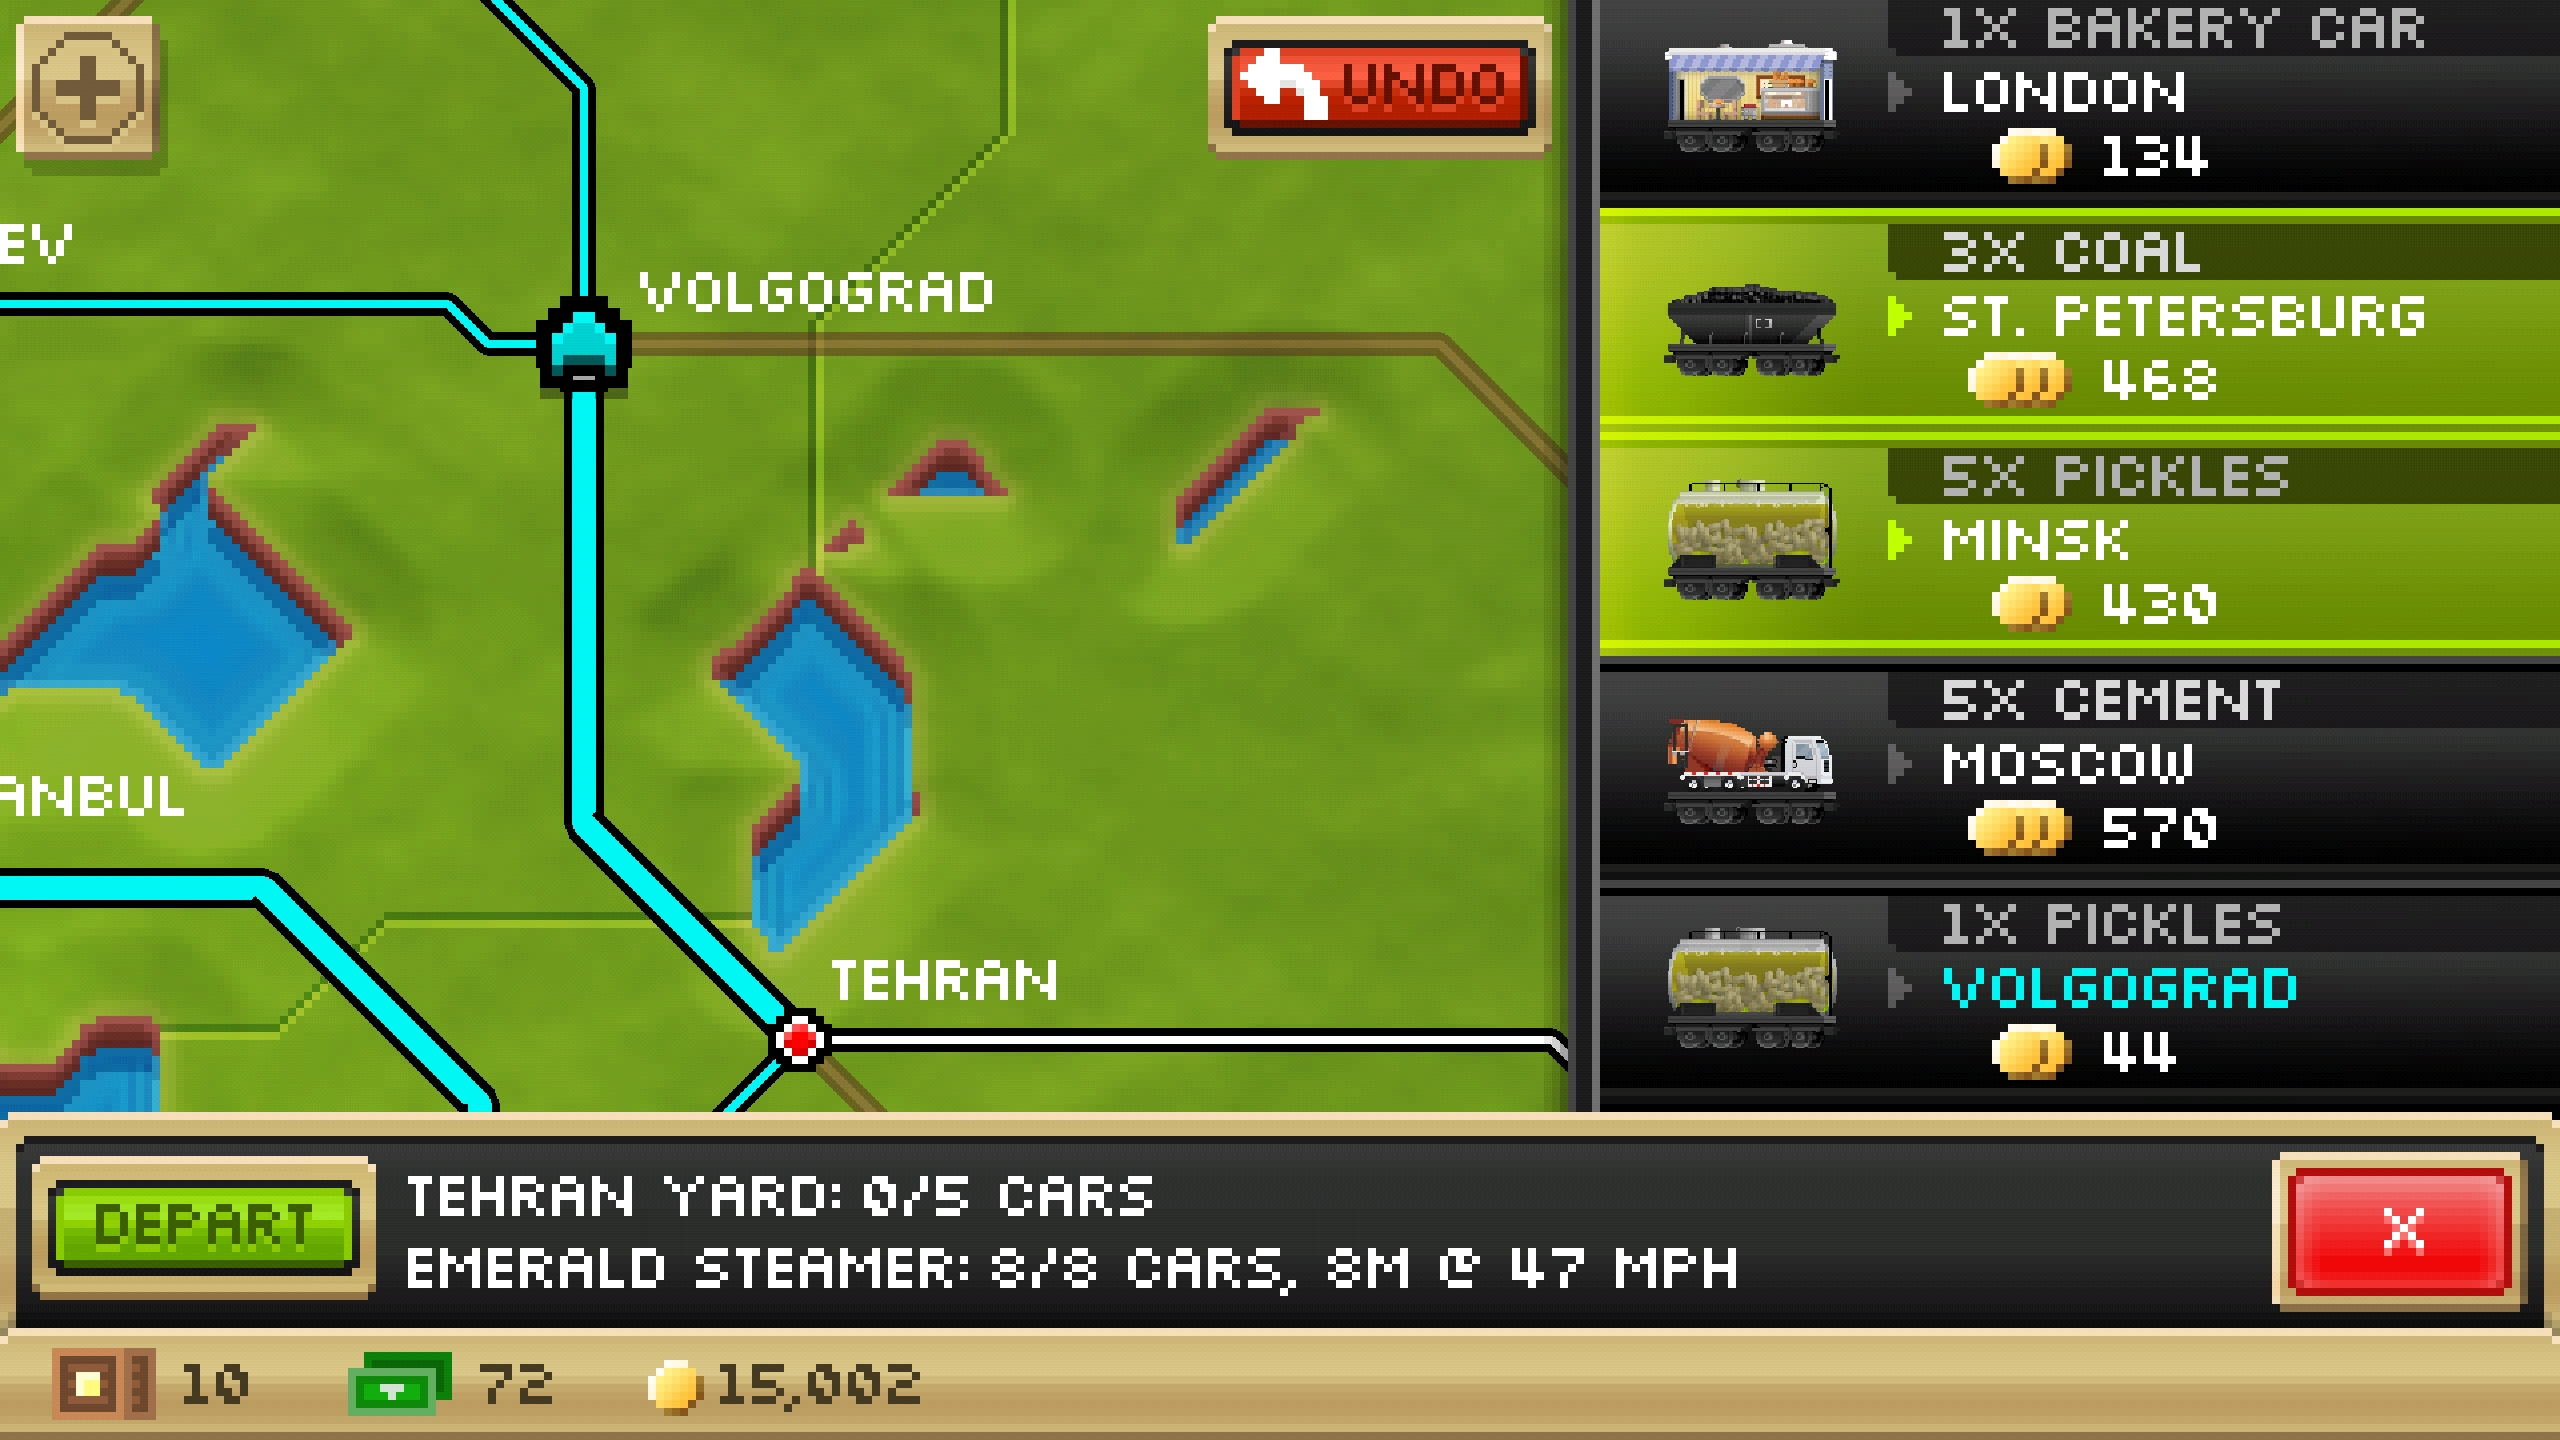 UNDO
EV
VOLGOGRAD
ANBUL
TEHRAN
1X BAKERY CAR
LONDON
134
3X COAL
ST. PETERSBURG
468
5X PICKLES
MINSK
430
5X CEMENT
MOSCOW
570
1X PICKLES
VOLGOGRAD
44
DEPART
TEHRAN YARD: 0/5 CARS
EMERALD STEAMER: 8/8 CARS, 8M @ 47 MPH
X
10
72
15,002